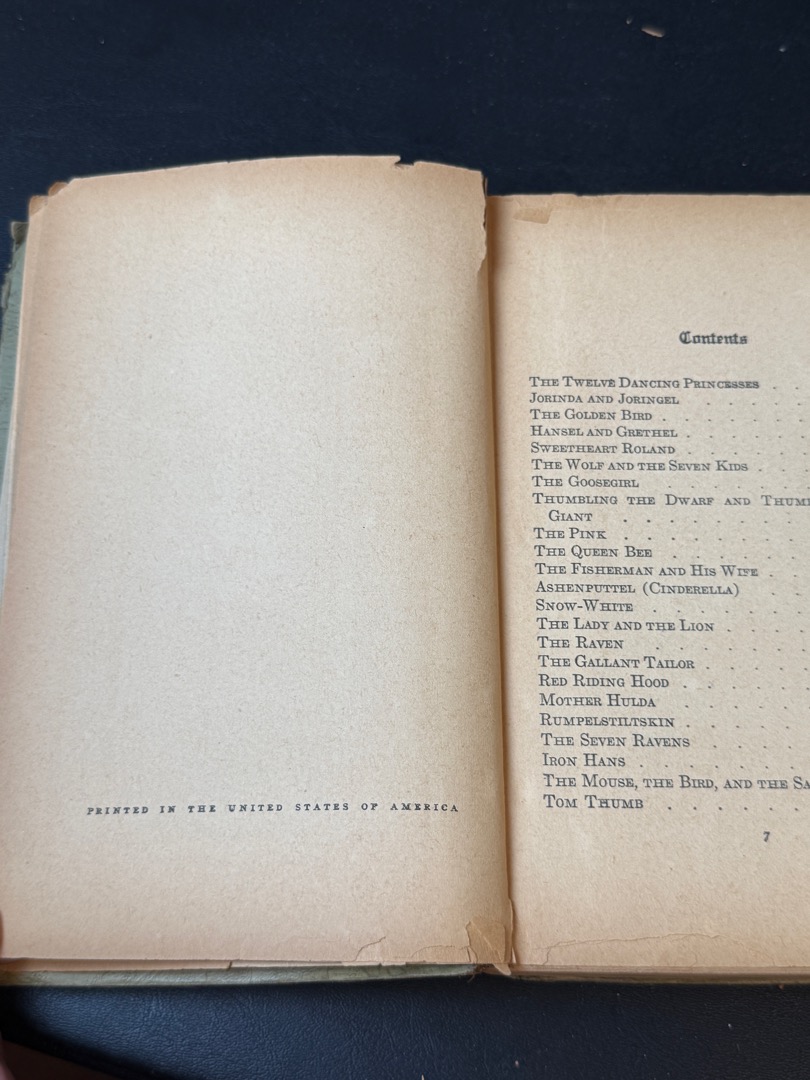 PRINTED IN THE UNITED STATES OF AMERICA
Contents
THE TWELVE DANCING PRINCESSES . .
JORINDA AND JORINGEL . . .
THE GOLDEN BIRD . . . . .
HANSEL AND GRETHEL . . . . .
SWEETHEART ROLAND . . . . .
THE WOLF AND THE SEVEN KIDS . . .
THE GOOSEGIRL . . . . .
THUMBLING THE DWARF AND
GIANT . . . . . . .
THE PINK . . . . . .
THE QUEEN BEE . . . . .
THE FISHERMAN AND HIS WIFE . .
ASHENPUTTEL (CINDERELLA) . .
SNOW-WHITE . . . . . .
THE LADY AND THE LION . . . .
THE RAVEN . . . . . .
THE GALLANT TAILOR . . . . .
RED RIDING HOOD . . . . .
MOTHER HULDA . . . .
RUMPELSTILTSKIN . . . . .
THE SEVEN RAVENS . . . .
IRON HANS . . . . . .
THE MOUSE, THE BIRD, AND THE
TOM THUMB . . . . . .
7